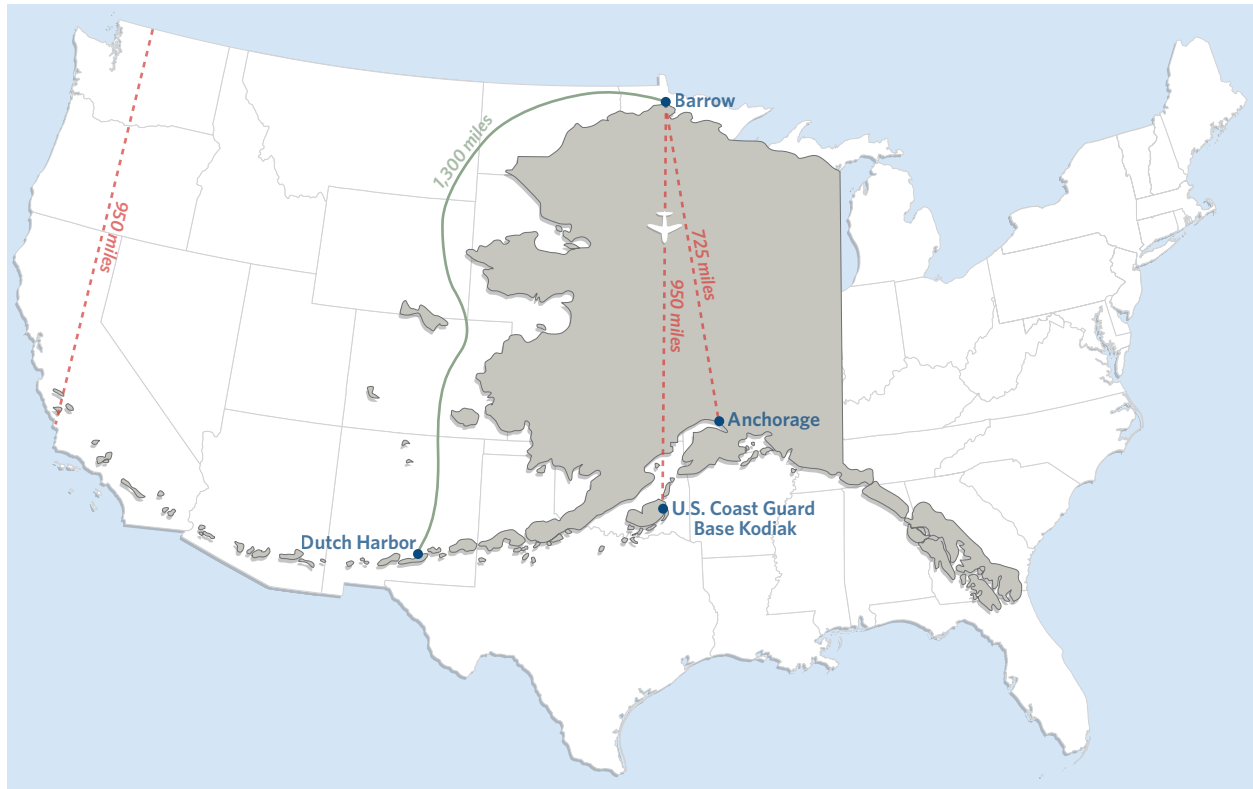 Barrow
1,300 miles
950 miles
725 miles
950 miles
Anchorage
U.S. Coast Guard
Base Kodiak
Dutch Harbor